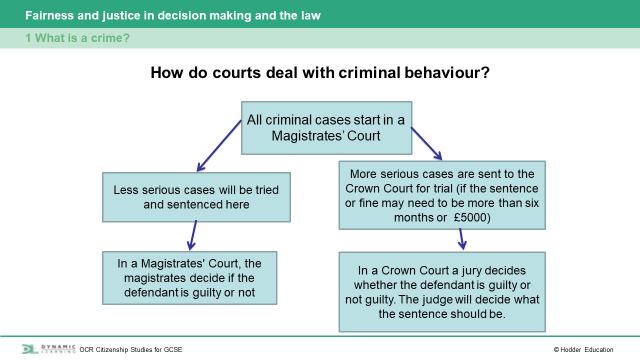 Fairness and justice in decision making and the law
1 What is a crime?
How do courts deal with criminal behaviour?
All criminal cases start in a
Magistrates' Court
Less serious cases will be tried
and sentenced here
More serious cases are sent to the
Crown Court for trial (if the sentence
or fine may need to be more than six
months or £5000)
In a Magistrates' Court, the
magistrates decide if the
defendant is guilty or not
In a Crown Court a jury decides
whether the defendant is guilty or
not guilty. The judge will decide what
the sentence should be.
DL DYNAMIC
LEARNING
OCR Citizenship Studies for GCSE
© Hodder Education